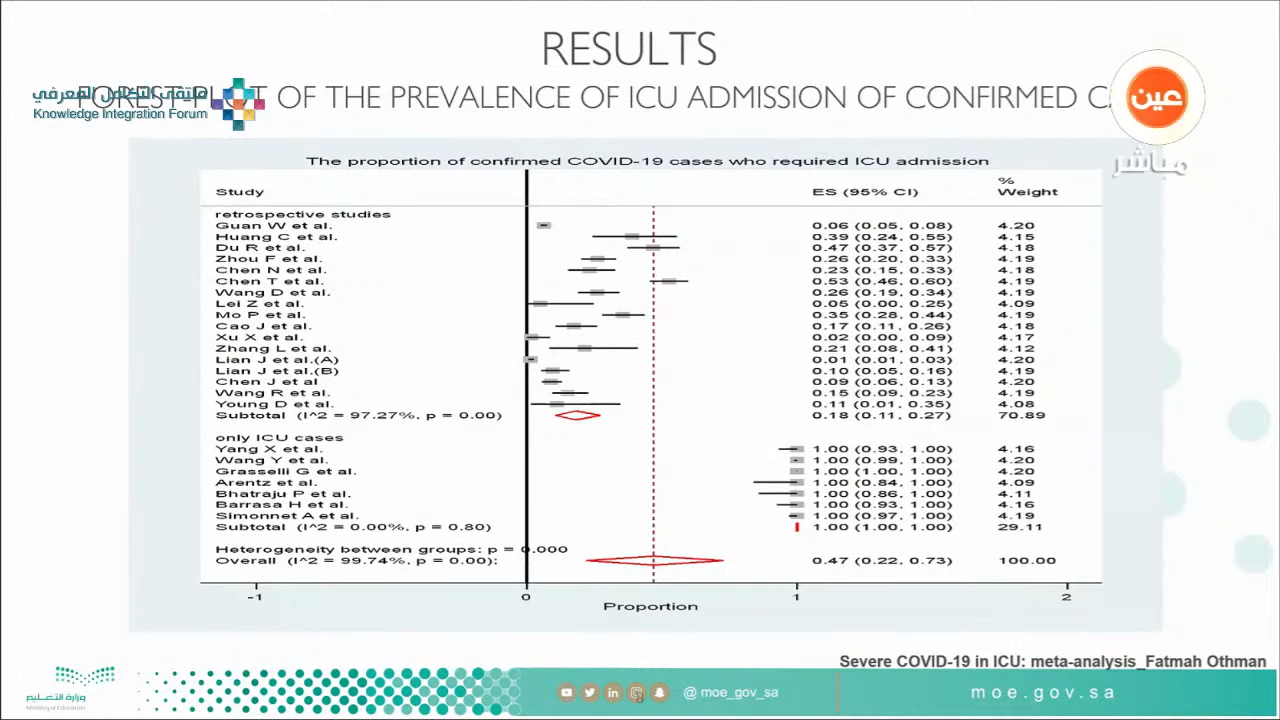 RESULTS
FOREST PLOT OF THE PREVALENCE OF ICU ADMISSION OF CONFIRMED
ملتقى التكامل المعرفي
Knowledge Integration Forum
عين
مباشر
The proportion of confirmed COVID-19 cases who required ICU admission
%
Study ES (95% CI) Weight
retrospective studies
Guan W et al. 0.06 (0.05, 0.08) 4.20
Huang C et al. 0.39 (0.24, 0.55) 4.15
Du R et al. 0.47 (0.37, 0.57) 4.18
Zhou F et al. 0.26 (0.20, 0.33) 4.19
Chen N et al. 0.23 (0.15, 0.33) 4.18
Chen T et al. 0.53 (0.46, 0.60) 4.19
Wang D et al. 0.26 (0.19, 0.34) 4.19
Lei Z et al. 0.05 (0.00, 0.25) 4.09
Mo P et al. 0.35 (0.28, 0.44) 4.19
Cao J et al. 0.17 (0.11, 0.26) 4.18
Xu X et al. 0.02 (0.00, 0.09) 4.17
Zhang L et al. 0.21 (0.08, 0.41) 4.12
Lian J et al.(A) 0.01 (0.01, 0.03) 4.20
Lian J et al.(B) 0.10 (0.05, 0.16) 4.19
Chen J et al 0.09 (0.06, 0.13) 4.20
Wang R et al. 0.15 (0.09, 0.23) 4.19
Young D et al. 0.11 (0.01, 0.35) 4.08
Subtotal (I^2 = 97.27%, p = 0.00) 0.18 (0.11, 0.27) 70.89
only ICU cases
Yang X et al. 1.00 (0.93, 1.00) 4.16
Wang Y et al. 1.00 (0.99, 1.00) 4.20
Grasselli G et al. 1.00 (1.00, 1.00) 4.20
Arentz et al. 1.00 (0.84, 1.00) 4.09
Bhatraju P et al. 1.00 (0.86, 1.00) 4.11
Barrasa H et al. 1.00 (0.93, 1.00) 4.16
Simonnet A et al. 1.00 (0.97, 1.00) 4.19
Subtotal (I^2 = 0.00%, p = 0.80) 1.00 (1.00, 1.00) 29.11
Heterogeneity between groups: p = 0.000
Overall (I^2 = 99.74%, p = 0.00): 0.47 (0.22, 0.73) 100.00
-1 0 1 2
Proportion
Severe COVID-19 in ICU: meta-analysis_Fatmah Othman
وزارة التعليم
Ministry of Education
@ moe_gov_sa
moe.gov.sa